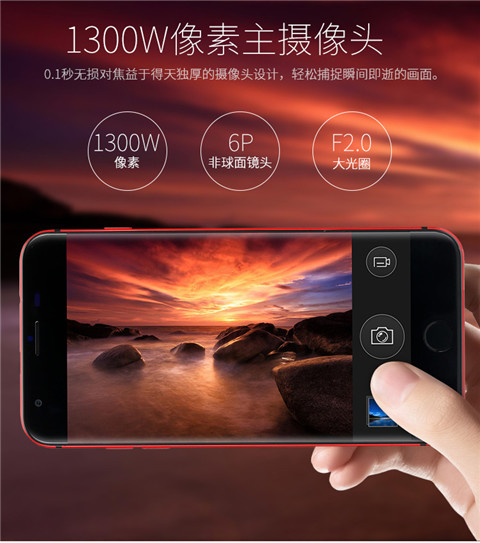 1300W像素主摄像头
0.1秒无损对焦益于得天独厚的摄像头设计，轻松捕捉瞬间即逝的画面。
1300W
像素
6P
非球面镜头
F2.0
大光圈